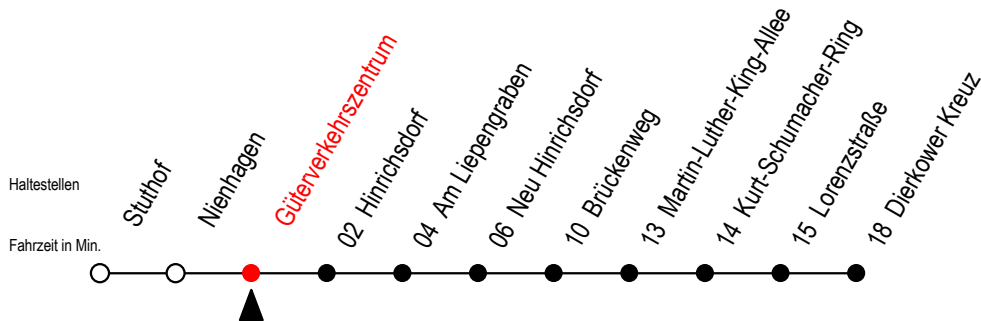 Haltestellen
Fahrzeit in Min.
Stuthof
Nienhagen
Güterverkehrszentrum
02 Hinrichsdorf
04 Am Liepengraben
06 Neu Hinrichsdorf
10 Brückenweg
13 Martin-Luther-King-Allee
14 Kurt-Schumacher-Ring
15 Lorenzstraße
18 Dierkower Kreuz